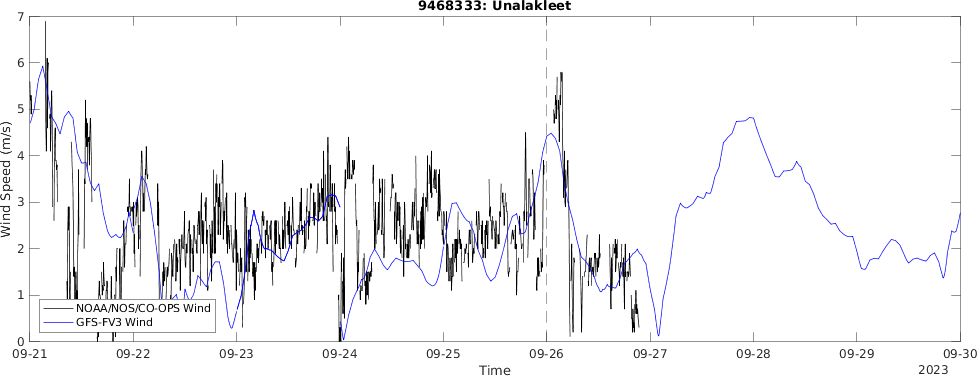 9468333: Unalakleet
7
6
5
4
3
2
1
0
Wind Speed (m/s)
NOAA/NOS/CO-OPS Wind
GFS-FV3 Wind
09-21 09-22 09-23 09-24 09-25 09-26 09-27 09-28 09-29 09-30
Time
2023